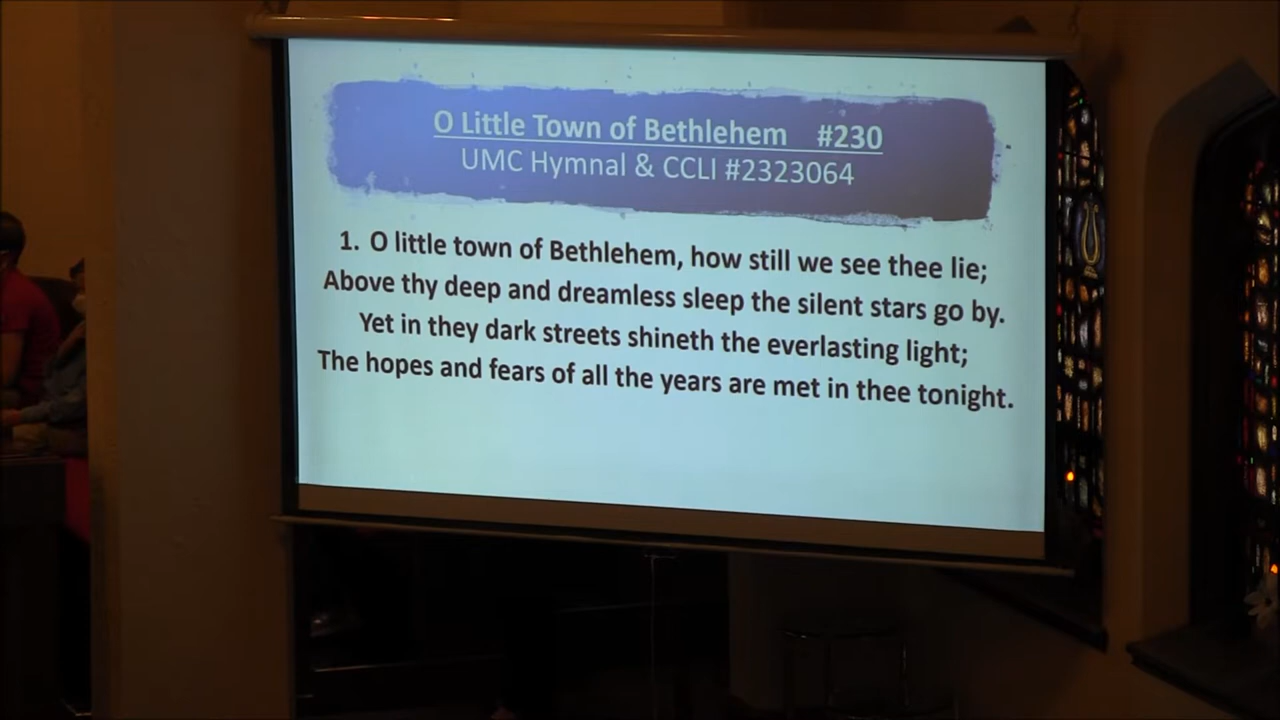 O Little Town of Bethlehem #230
UMC Hymnal & CCLI #2323064
1. O little town of Bethlehem, how still we see thee lie;
Above thy deep and dreamless sleep the silent stars go by.
Yet in they dark streets shineth the everlasting light;
The hopes and fears of all the years are met in thee tonight.